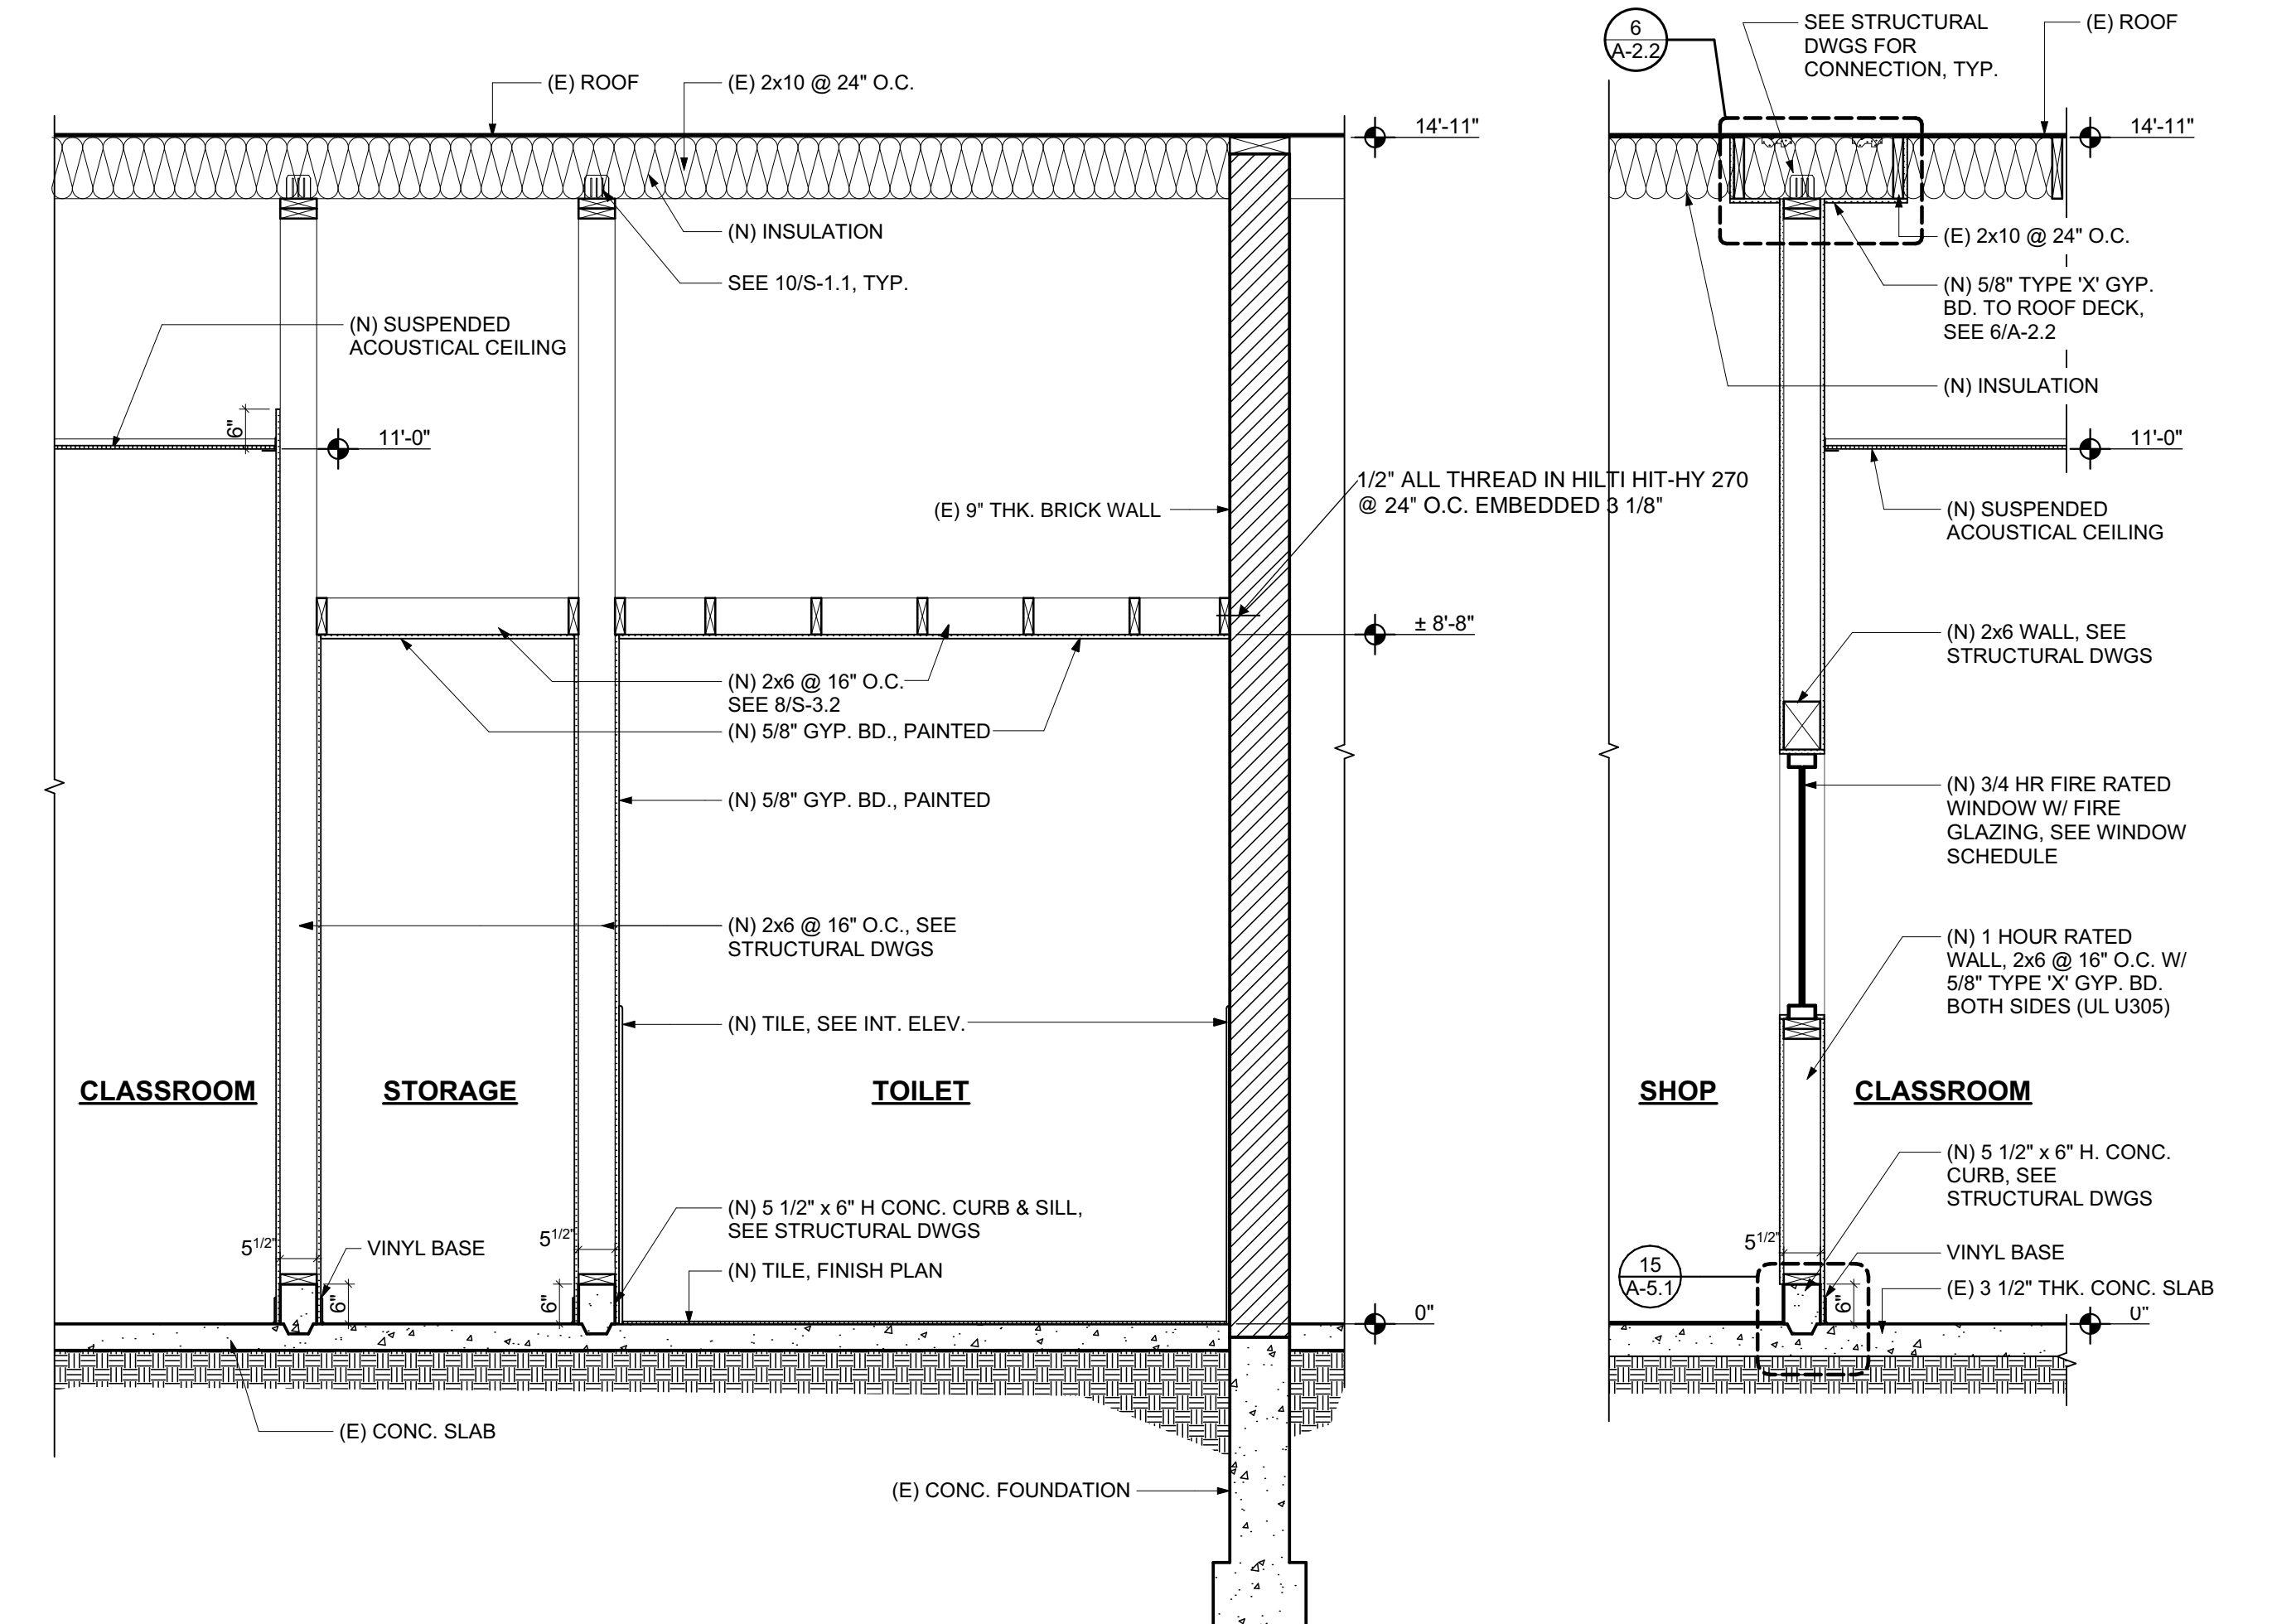 (E) ROOF
(E) 2x10 @ 24" O.C.
14'-11"
(N) INSULATION
SEE 10/S-1.1, TYP.
(N) SUSPENDED
ACOUSTICAL CEILING
6"
11'-0"
(E) 9" THK. BRICK WALL
1/2" ALL THREAD IN HILTI HIT-HY 270
@ 24" O.C. EMBEDDED 3 1/8"
± 8'-8"
(N) 2x6 @ 16" O.C.
SEE 8/S-3.2
(N) 5/8" GYP. BD., PAINTED
(N) 5/8" GYP. BD., PAINTED
(N) 2x6 @ 16" O.C., SEE
STRUCTURAL DWGS
(N) TILE, SEE INT. ELEV.
CLASSROOM
STORAGE
TOILET
(N) 5 1/2" x 6" H CONC. CURB & SILL,
SEE STRUCTURAL DWGS
5 1/2"
VINYL BASE
5 1/2"
(N) TILE, FINISH PLAN
6"
6"
0"
(E) CONC. SLAB
(E) CONC. FOUNDATION
6
A-2.2
SEE STRUCTURAL
DWGS FOR
CONNECTION, TYP.
(E) ROOF
14'-11"
(E) 2x10 @ 24" O.C.
(N) 5/8" TYPE 'X' GYP.
BD. TO ROOF DECK,
SEE 6/A-2.2
(N) INSULATION
11'-0"
(N) SUSPENDED
ACOUSTICAL CEILING
(N) 2x6 WALL, SEE
STRUCTURAL DWGS
(N) 3/4 HR FIRE RATED
WINDOW W/ FIRE
GLAZING, SEE WINDOW
SCHEDULE
(N) 1 HOUR RATED
WALL, 2x6 @ 16" O.C. W/
5/8" TYPE 'X' GYP. BD.
BOTH SIDES (UL U305)
SHOP
CLASSROOM
(N) 5 1/2" x 6" H. CONC.
CURB, SEE
STRUCTURAL DWGS
5 1/2"
VINYL BASE
15
A-5.1
(E) 3 1/2" THK. CONC. SLAB
6"
0"